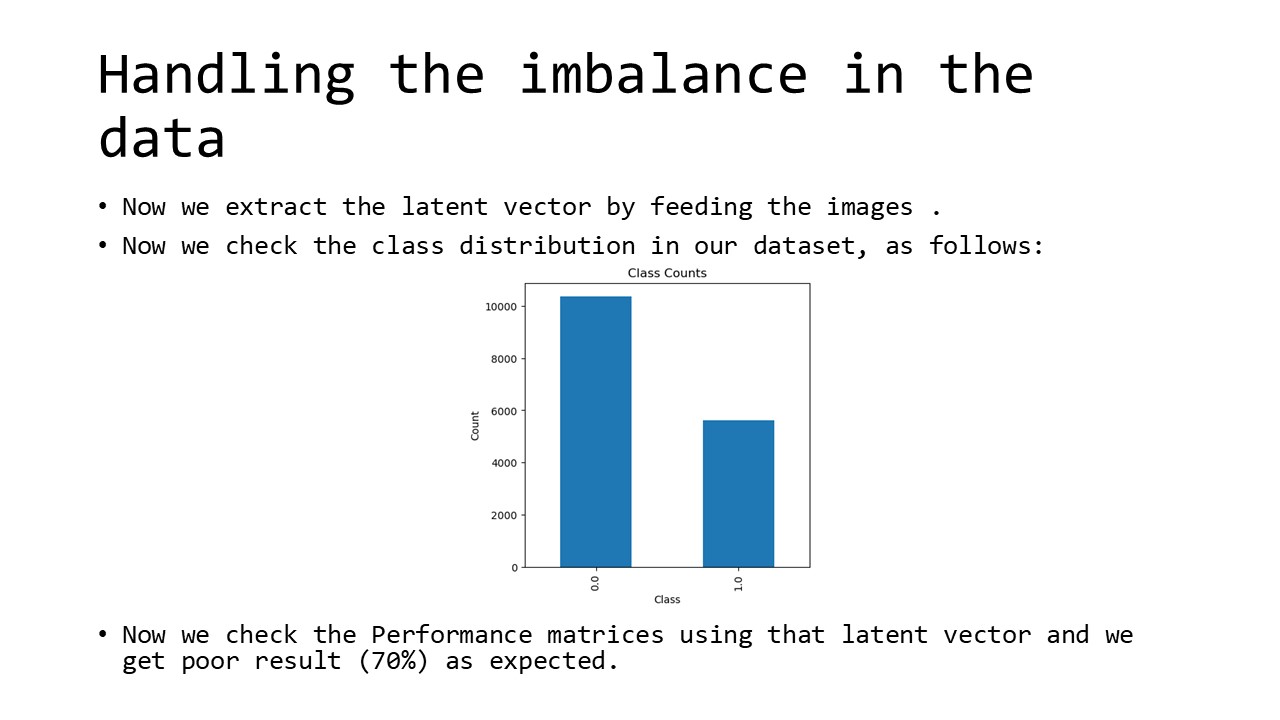 Handling the imbalance in the
data
• Now we extract the latent vector by feeding the images .
• Now we check the class distribution in our dataset, as follows:
Class Counts
10000
8000
6000
4000
2000
0
Count
0.0
1.0
Class
• Now we check the Performance matrices using that latent vector and we
get poor result (70%) as expected.